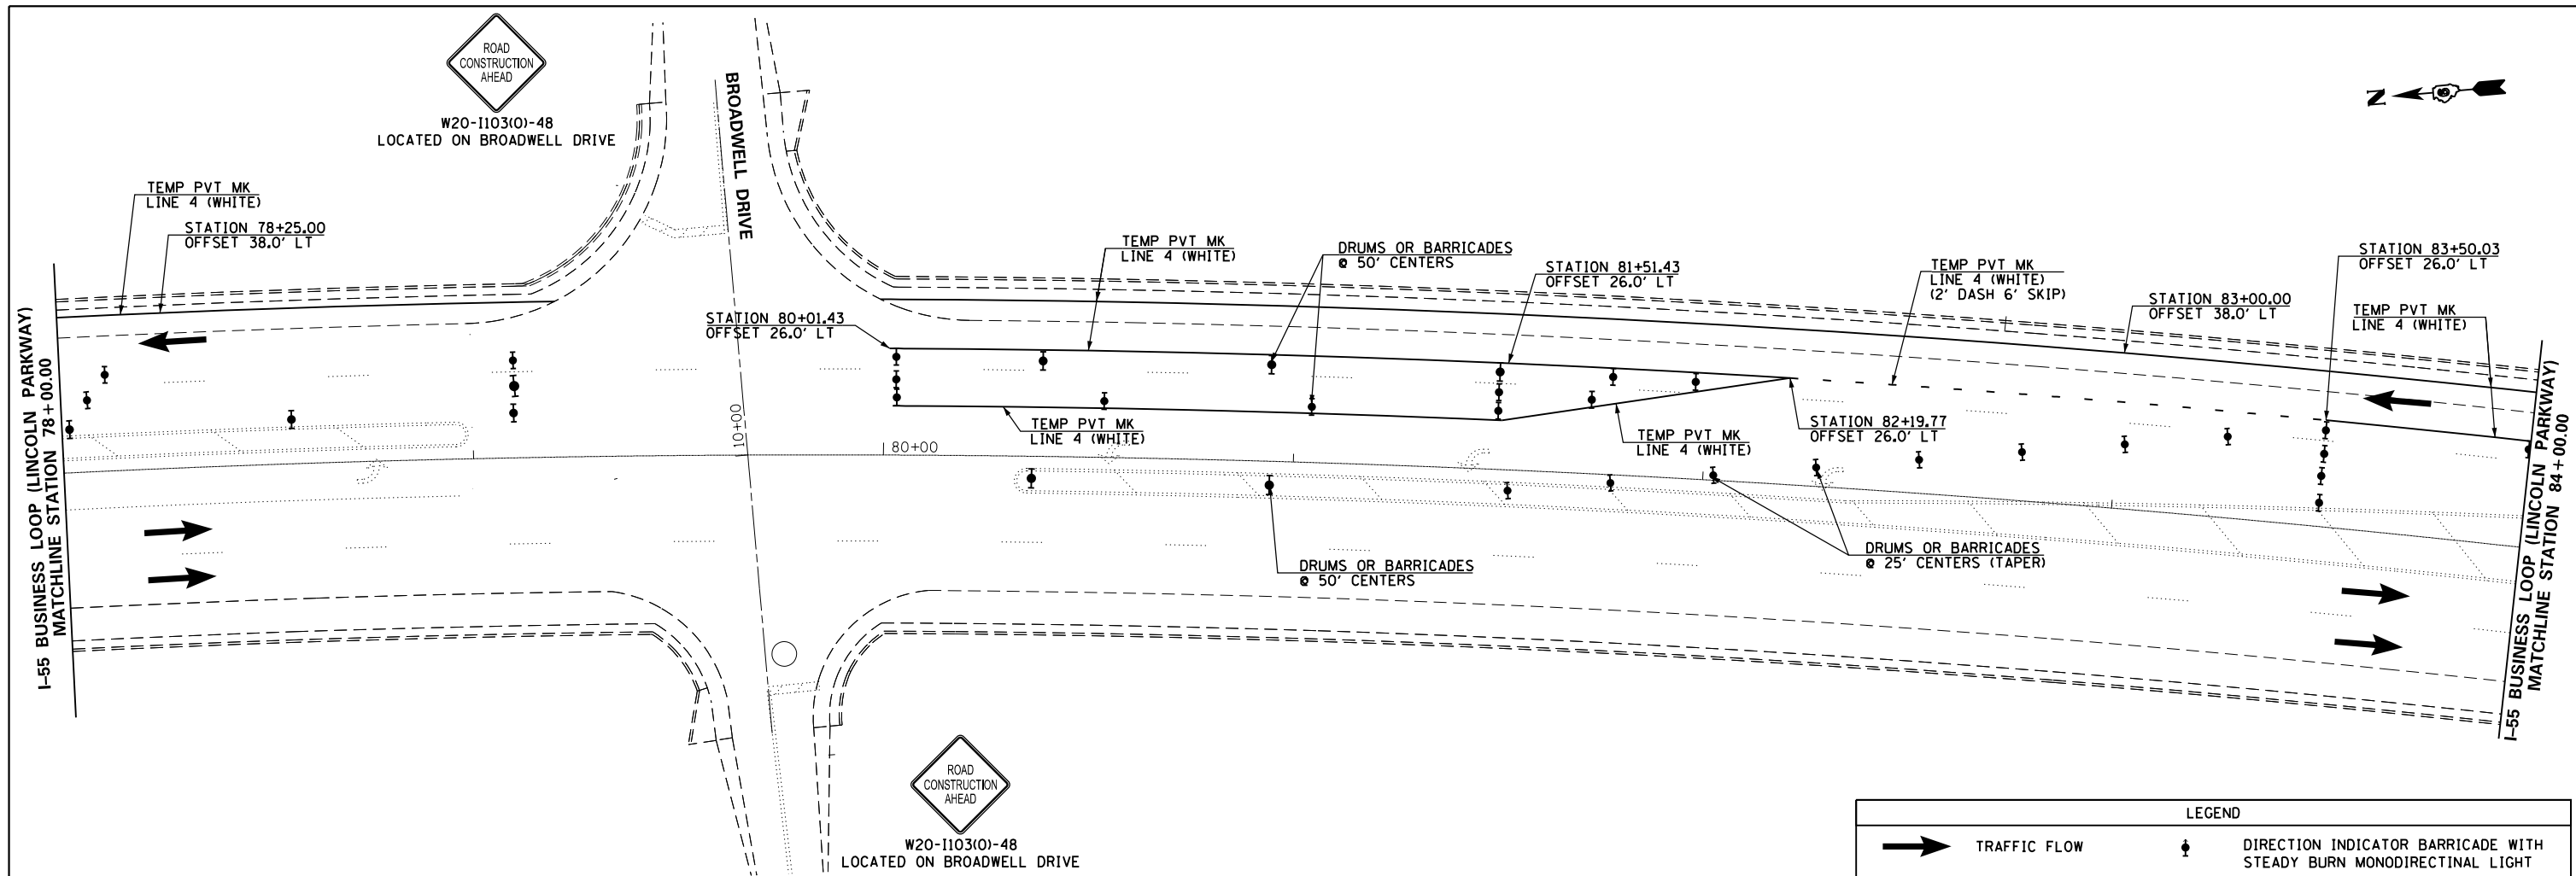 ROAD
CONSTRUCTION
AHEAD
W20-I103(O)-48
LOCATED ON BROADWELL DRIVE
BROADWELL DRIVE
N
TEMP PVT MK
LINE 4 (WHITE)
STATION 78+25.00
OFFSET 38.0' LT
TEMP PVT MK
LINE 4 (WHITE)
DRUMS OR BARRICADES
@ 50' CENTERS
STATION 81+51.43
OFFSET 26.0' LT
TEMP PVT MK
LINE 4 (WHITE)
(2' DASH 6' SKIP)
STATION 83+00.00
OFFSET 38.0' LT
STATION 83+50.03
OFFSET 26.0' LT
TEMP PVT MK
LINE 4 (WHITE)
STATION 80+01.43
OFFSET 26.0' LT
I-55 BUSINESS LOOP (LINCOLN PARKWAY)
MATCHLINE STATION 78+00.00
110+00
80+00
TEMP PVT MK
LINE 4 (WHITE)
TEMP PVT MK
LINE 4 (WHITE)
STATION 82+19.77
OFFSET 26.0' LT
DRUMS OR BARRICADES
@ 50' CENTERS
DRUMS OR BARRICADES
@ 25' CENTERS (TAPER)
I-55 BUSINESS LOOP (LINCOLN PARKWAY)
MATCHLINE STATION 84+00.00
ROAD
CONSTRUCTION
AHEAD
W20-I103(O)-48
LOCATED ON BROADWELL DRIVE
LEGEND
TRAFFIC FLOW
DIRECTION INDICATOR BARRICADE WITH
STEADY BURN MONODIRECTINAL LIGHT